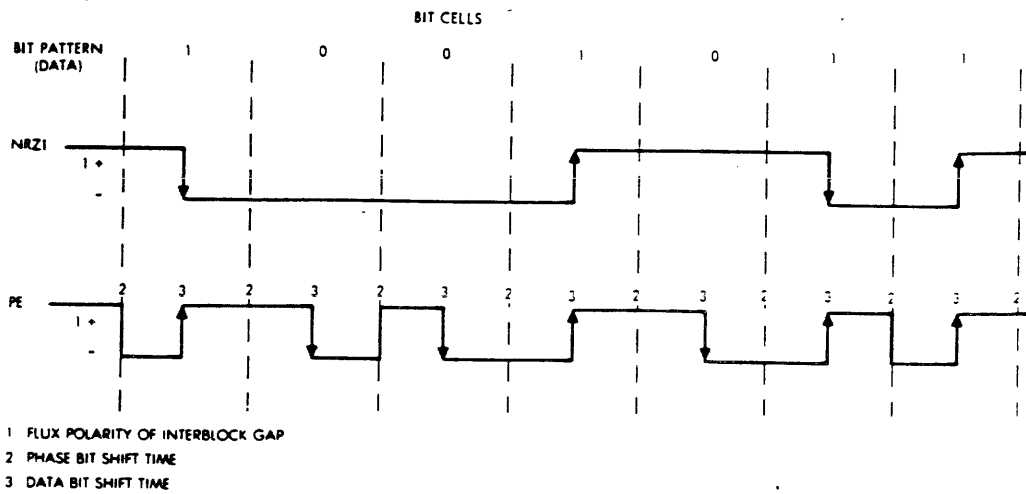 BIT CELLS
BIT PATTERN
(DATA)
1 0 0 1 0 1 1
NRZ1
1 +
-
2 3 2 3 2 3 2 3 2 3 2 3 2 3 2
PE
1 +
-
1 FLUX POLARITY OF INTERBLOCK GAP
2 PHASE BIT SHIFT TIME
3 DATA BIT SHIFT TIME